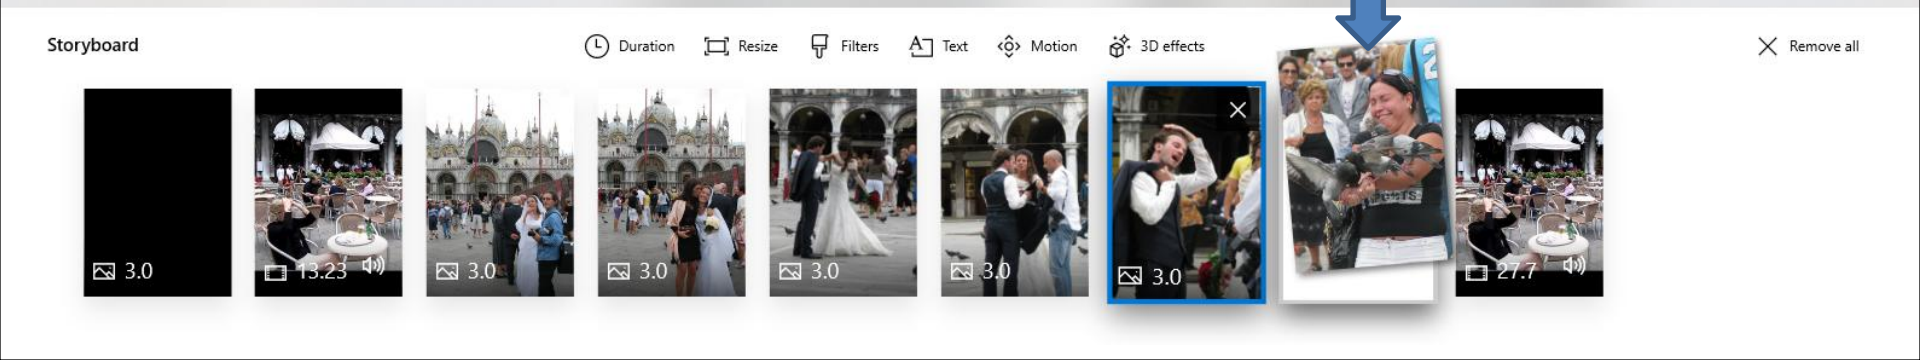 Storyboard
Duration
Resize
Filters
Text
Motion
3D effects
Remove all
3.0
13.23
3.0
3.0
3.0
3.0
3.0
27.7